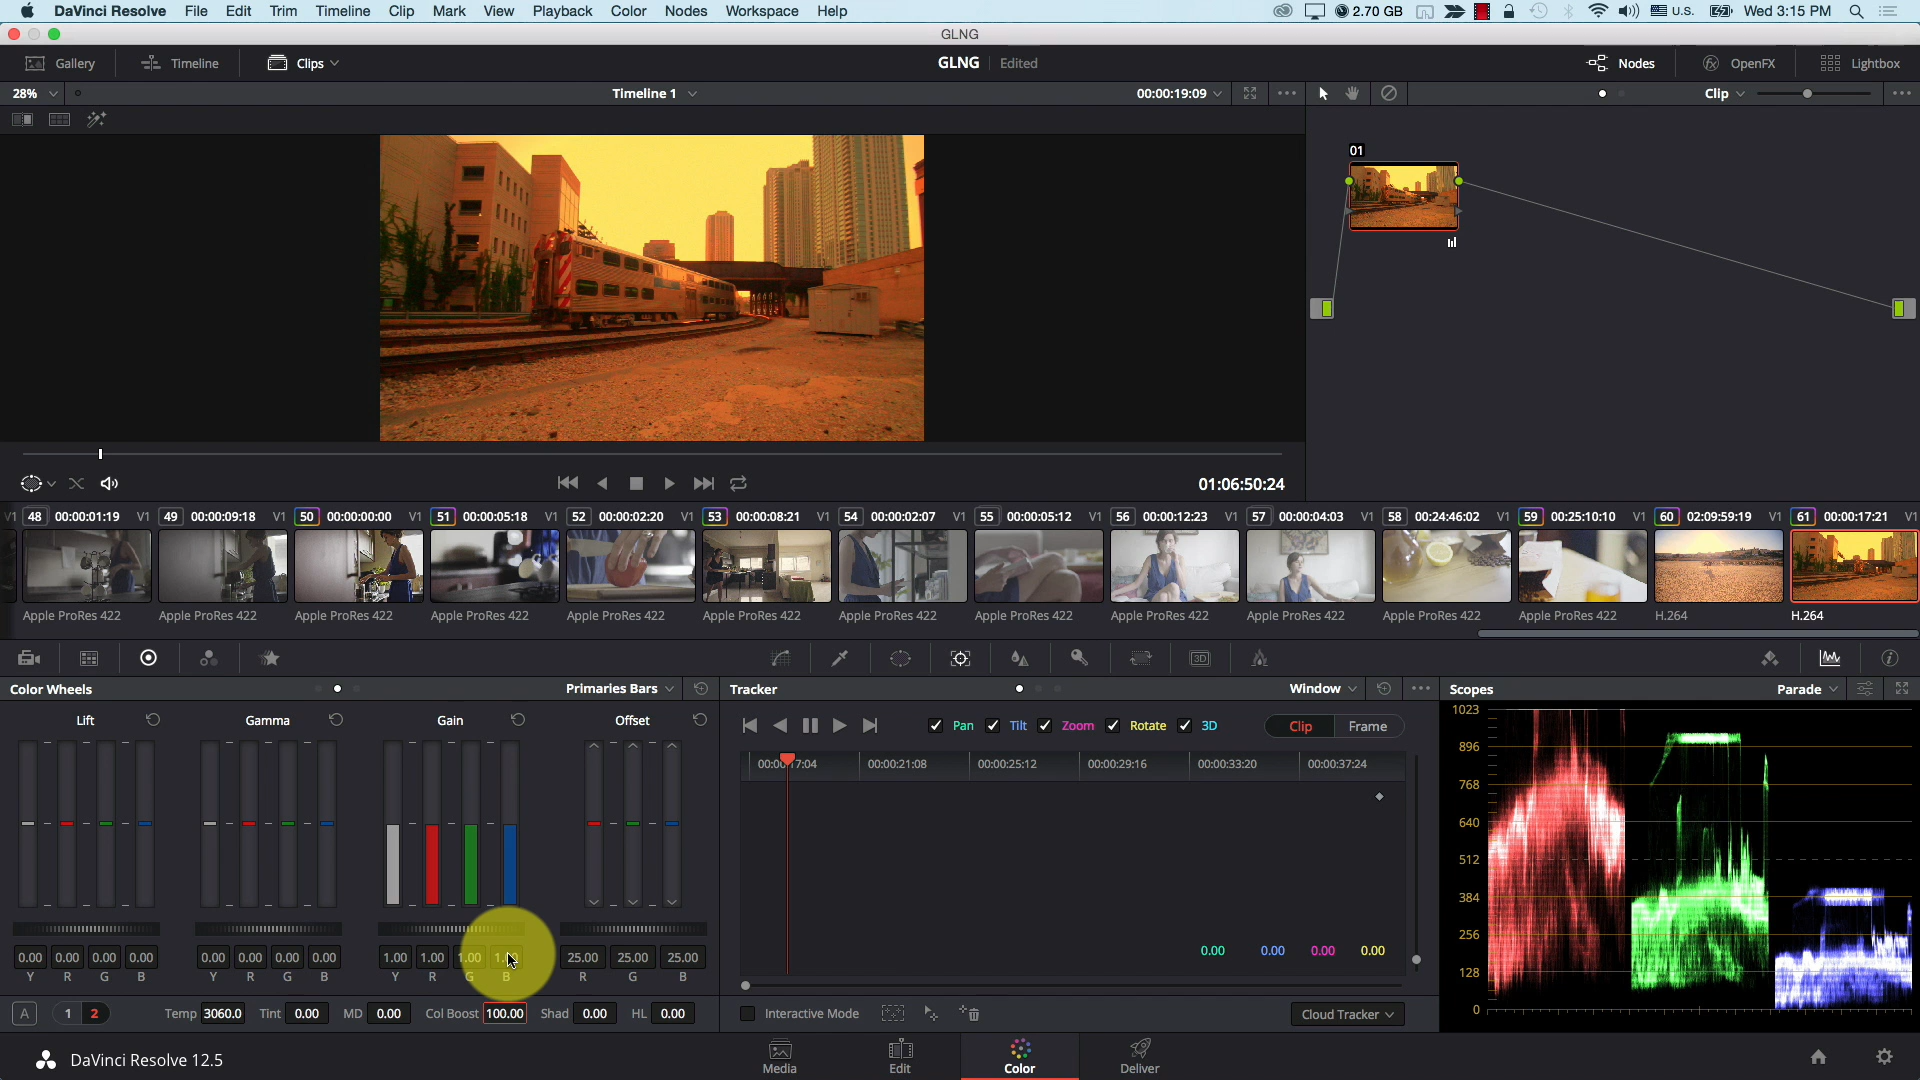 DaVinci Resolve File Edit Trim Timeline Clip Mark View Playback Color Nodes Workspace Help 2.70 GB U.S. Wed 3:15 PM
GLNG
Gallery Timeline Clips GLNG Edited Nodes OpenFX Lightbox
28% Timeline 1 00:00:19:09 Clip
01
01:06:50:24
V1 48 00:00:01:19 V1 49 00:00:09:18 V1 50 00:00:00:00 V1 51 00:00:05:18 V1 52 00:00:02:20 V1 53 00:00:08:21 V1 54 00:00:02:07 V1 55 00:00:05:12 V1 56 00:00:12:23 V1 57 00:00:04:03 V1 58 00:24:46:02 V1 59 00:25:10:10 V1 60 02:09:59:19 V1 61 00:00:17:21 V1
Apple ProRes 422 Apple ProRes 422 Apple ProRes 422 Apple ProRes 422 Apple ProRes 422 Apple ProRes 422 Apple ProRes 422 Apple ProRes 422 Apple ProRes 422 Apple ProRes 422 Apple ProRes 422 Apple ProRes 422 H.264 H.264
3D
Color Wheels Primaries Bars Tracker Window Scopes Parade
Lift Gamma Gain Offset
Pan Tilt Zoom Rotate 3D Clip Frame
00:00:17:04 00:00:21:08 00:00:25:12 00:00:29:16 00:00:33:20 00:00:37:24
1023
896
768
640
512
384
256
128
0
0.00 0.00 0.00 0.00
0.00 0.00 0.00 0.00 0.00 0.00 0.00 0.00 1.00 1.00 1.00 25.00 25.00 25.00
Y R G B Y R G B Y R G B R G B
A 1 2 Temp 3060.0 Tint 0.00 MD 0.00 Col Boost 100.00 Shad 0.00 HL 0.00 Interactive Mode Cloud Tracker
DaVinci Resolve 12.5 Media Edit Color Deliver